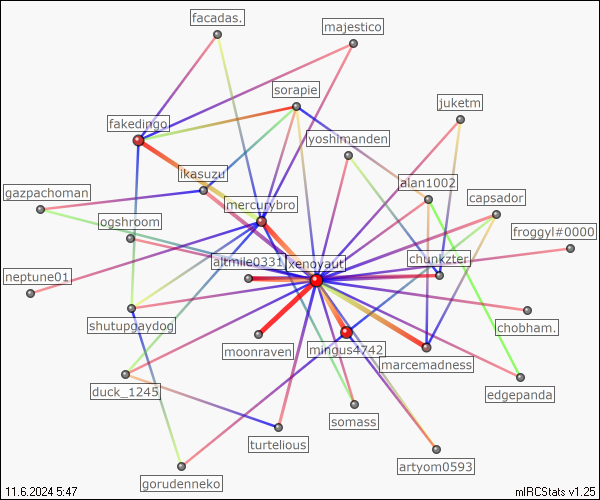 facadas.
majestico
sorapie
juketm
fakedingo
yoshimanden
ikasuzu
alan1002
gazpachoman
capsador
mercurybro
ogshroom
froggyl#0000
altmile0331
xenoyaut
chunkzter
neptune01
shutupgaydog
chobham.
moonraven
mingus4742
marcemadness
duck_1245
edgepanda
somass
turtelious
artyom0593
gorudenneko
11.6.2024 5:47
mIRCStats v1.25